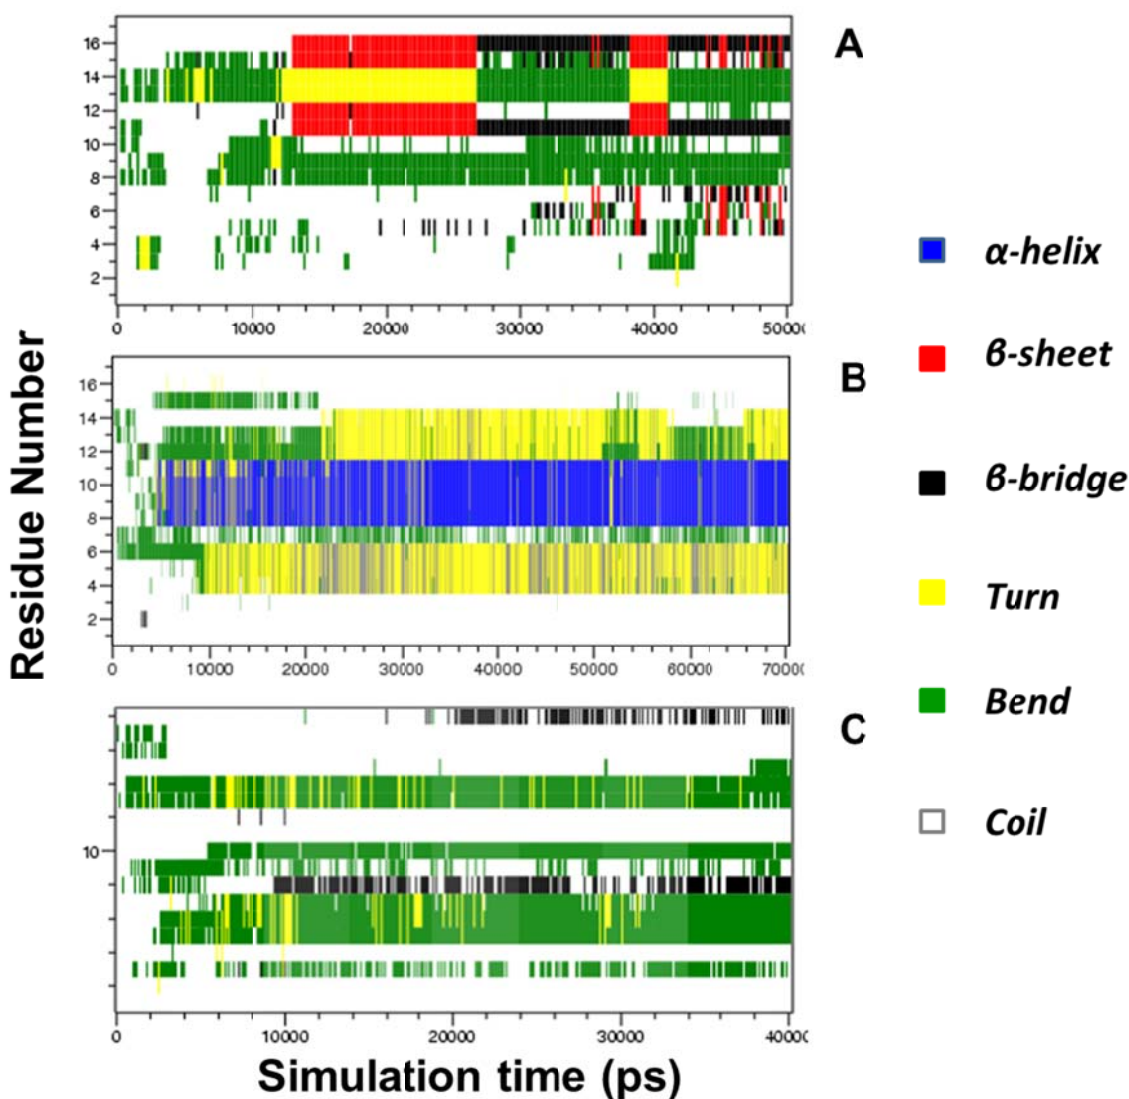 A
16
14
12
10
8
6
4
2
0 10000 20000 30000 40000 50000
B
16
14
12
10
8
6
4
2
0 10000 20000 30000 40000 50000 60000 70000
C
10
0 10000 20000 30000 40000
Residue Number
Simulation time (ps)
α-helix
β-sheet
β-bridge
Turn
Bend
Coil